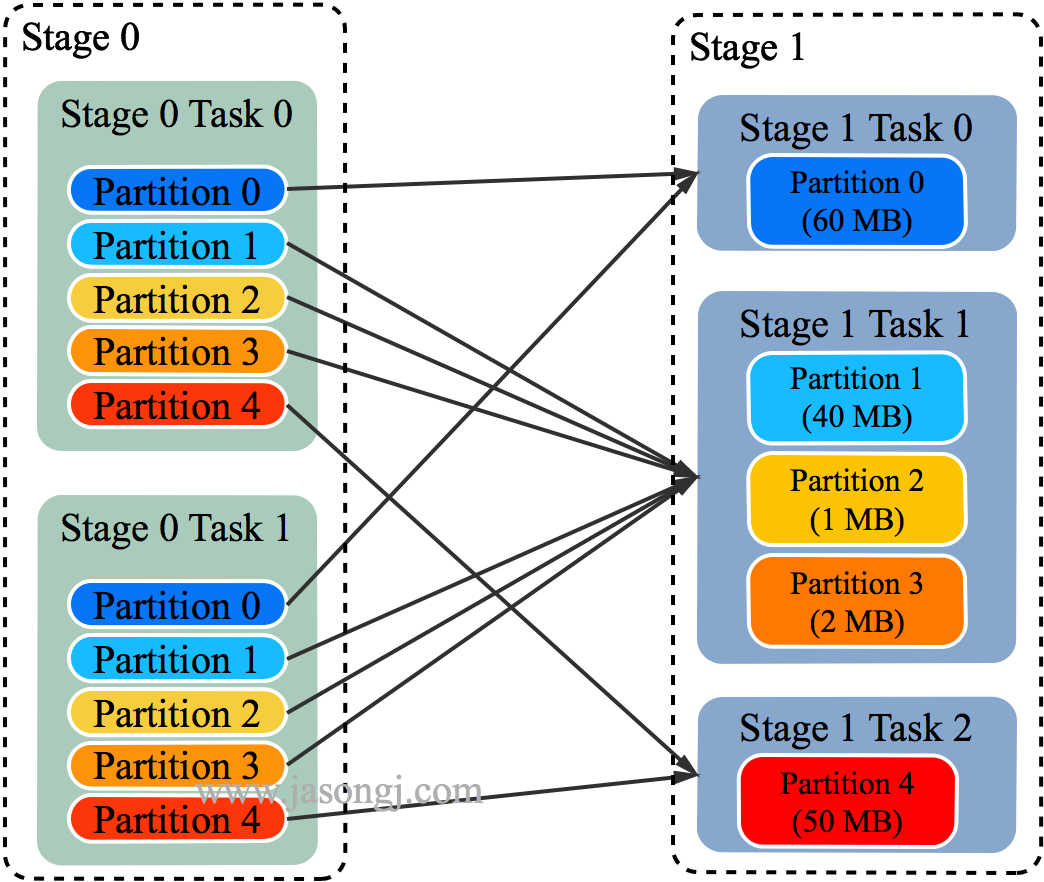 Stage 0
Stage 0 Task 0
Partition 0
Partition 1
Partition 2
Partition 3
Partition 4
Stage 0 Task 1
Partition 0
Partition 1
Partition 2
Partition 3
Partition 4
www.jasongj.com
Stage 1
Stage 1 Task 0
Partition 0
(60 MB)
Stage 1 Task 1
Partition 1
(40 MB)
Partition 2
(1 MB)
Partition 3
(2 MB)
Stage 1 Task 2
Partition 4
(50 MB)